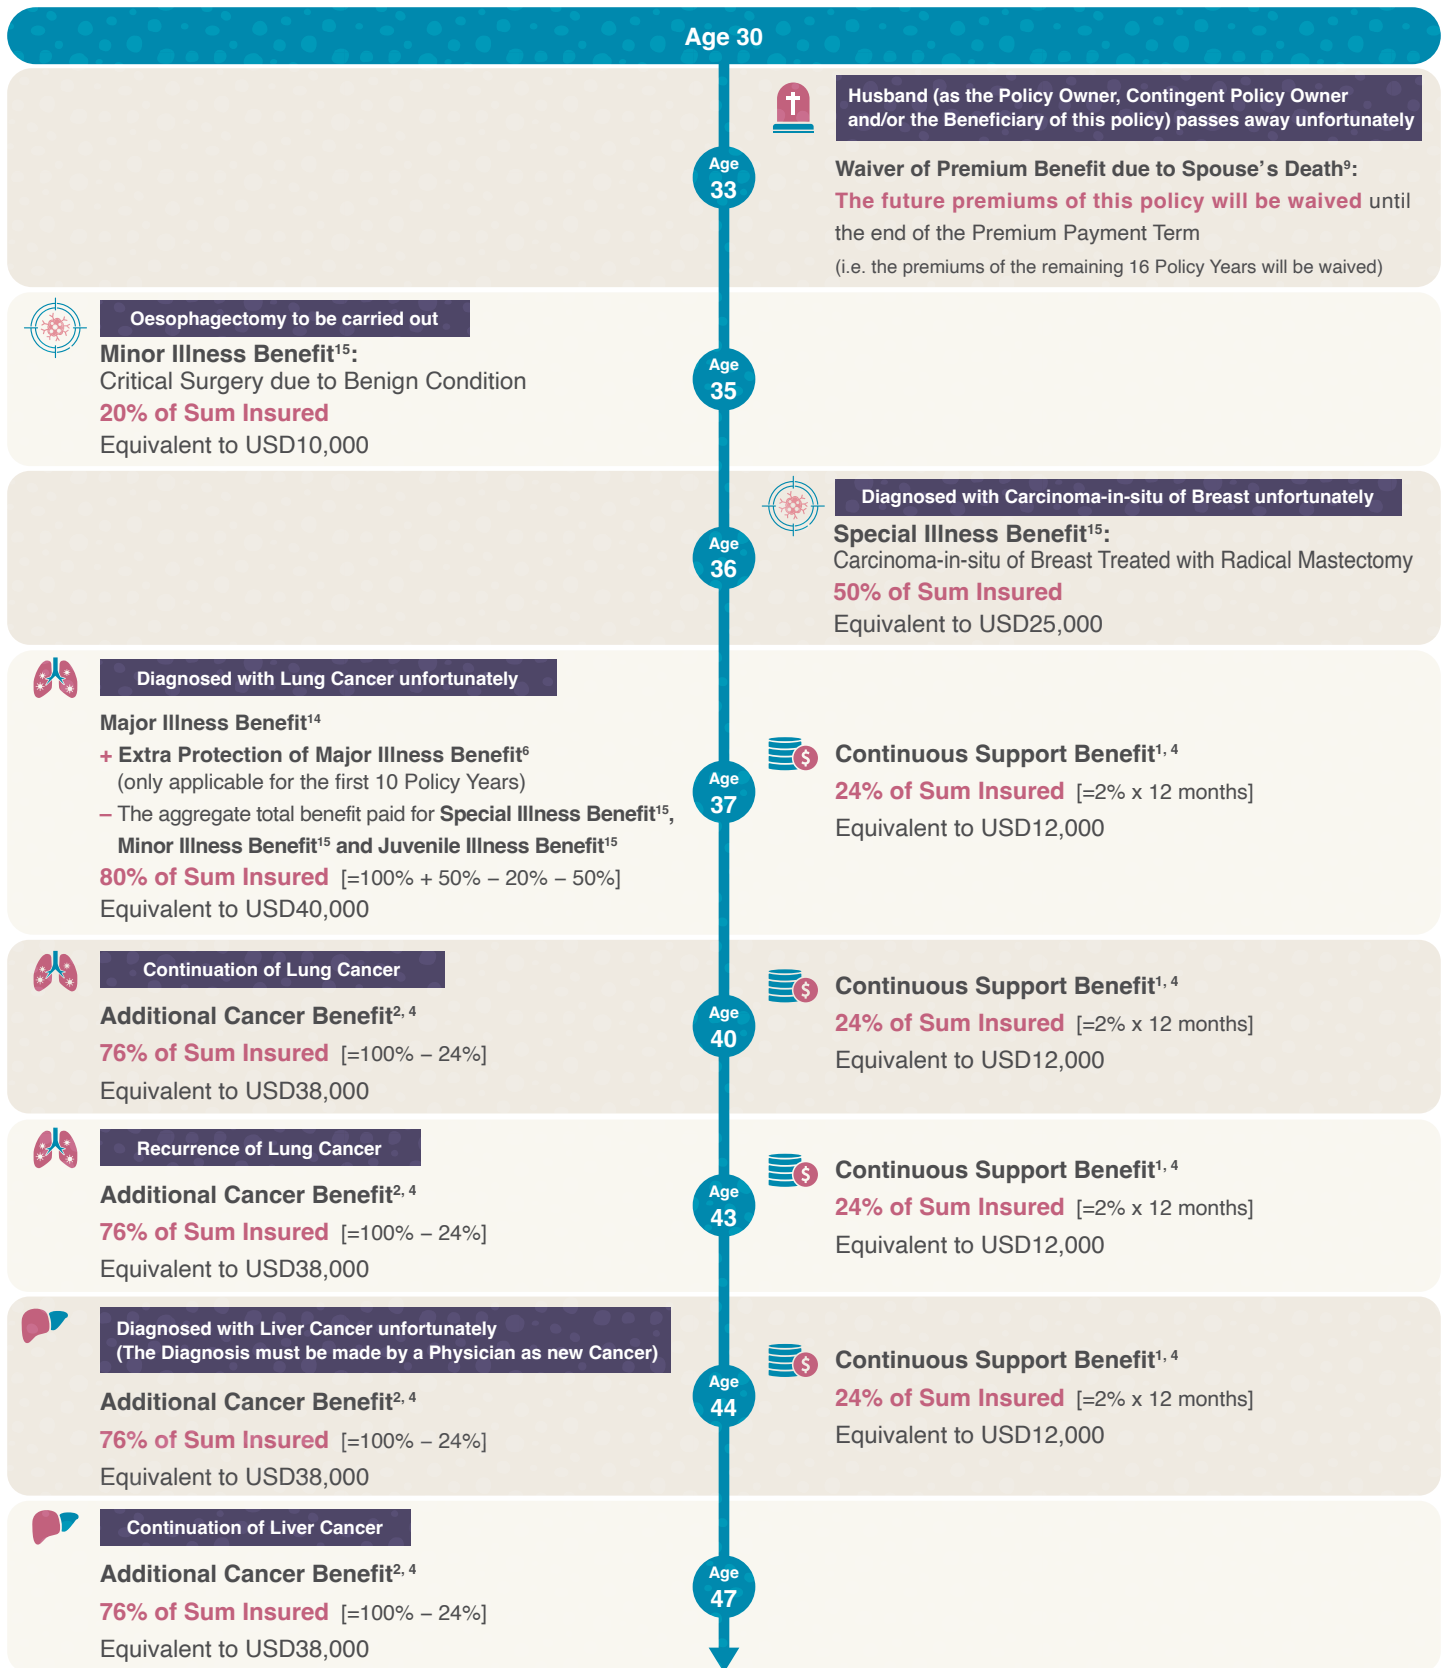 Age 30
Husband (as the Policy Owner, Contingent Policy Owner
and/or the Beneficiary of this policy) passes away unfortunately
Age
33
Waiver of Premium Benefit due to Spouse's Death⁹:
The future premiums of this policy will be waived until
the end of the Premium Payment Term
(i.e. the premiums of the remaining 16 Policy Years will be waived)
Oesophagectomy to be carried out
Minor Illness Benefit¹⁵:
Critical Surgery due to Benign Condition
20% of Sum Insured
Equivalent to USD10,000
Age
35
Diagnosed with Carcinoma-in-situ of Breast unfortunately
Age
36
Special Illness Benefit¹⁵:
Carcinoma-in-situ of Breast Treated with Radical Mastectomy
50% of Sum Insured
Equivalent to USD25,000
Diagnosed with Lung Cancer unfortunately
Major Illness Benefit¹⁴
+ Extra Protection of Major Illness Benefit⁶
(only applicable for the first 10 Policy Years)
– The aggregate total benefit paid for Special Illness Benefit¹⁵,
Minor Illness Benefit¹⁵ and Juvenile Illness Benefit¹⁵
80% of Sum Insured [=100% + 50% – 20% – 50%]
Equivalent to USD40,000
Age
37
$
Continuous Support Benefit¹, ⁴
24% of Sum Insured [=2% x 12 months]
Equivalent to USD12,000
Continuation of Lung Cancer
Additional Cancer Benefit², ⁴
76% of Sum Insured [=100% – 24%]
Equivalent to USD38,000
Age
40
$
Continuous Support Benefit¹, ⁴
24% of Sum Insured [=2% x 12 months]
Equivalent to USD12,000
Recurrence of Lung Cancer
Additional Cancer Benefit², ⁴
76% of Sum Insured [=100% – 24%]
Equivalent to USD38,000
Age
43
$
Continuous Support Benefit¹, ⁴
24% of Sum Insured [=2% x 12 months]
Equivalent to USD12,000
Diagnosed with Liver Cancer unfortunately
(The Diagnosis must be made by a Physician as new Cancer)
Additional Cancer Benefit², ⁴
76% of Sum Insured [=100% – 24%]
Equivalent to USD38,000
Age
44
$
Continuous Support Benefit¹, ⁴
24% of Sum Insured [=2% x 12 months]
Equivalent to USD12,000
Continuation of Liver Cancer
Additional Cancer Benefit², ⁴
76% of Sum Insured [=100% – 24%]
Equivalent to USD38,000
Age
47